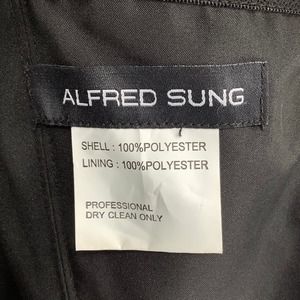 ALFRED SUNG
SHELL : 100%POLYESTER
LINING : 100%POLYESTER
PROFESSIONAL
DRY CLEAN ONLY